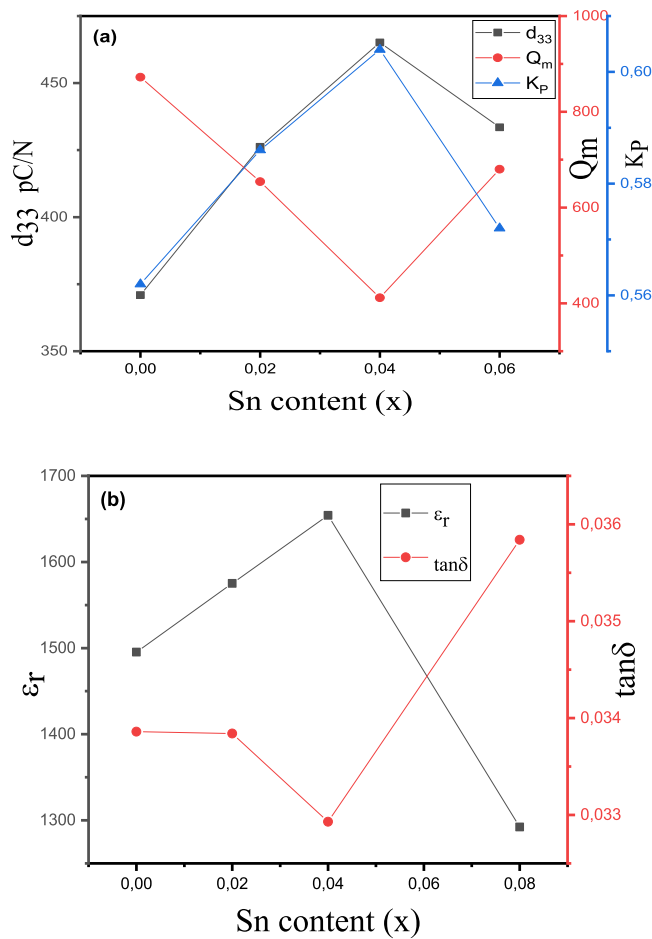 (a)
d33
Qm
KP
450
400
350
d33 pC/N
1000
800
600
400
Qm
0,60
0,58
0,56
KP
0,00 0,02 0,04 0,06
Sn content (x)
(b)
εr
tanδ
1700
1600
1500
1400
1300
εr
0,036
0,035
0,034
0,033
tanδ
0,00 0,02 0,04 0,06 0,08
Sn content (x)